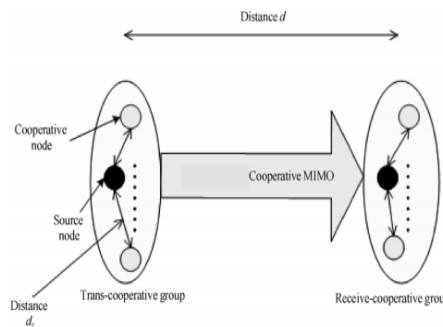 Distance d
Cooperative
node
Cooperative MIMO
Source
node
Distance
dc
Trans-cooperative group
Receive-cooperative grou